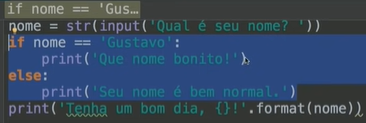 if nome == 'Gus…
nome = str(input('Qual é seu nome? '))
if nome == 'Gustavo':
    print('Que nome bonito!')
else:
    print('Seu nome é bem normal.')
print('Tenha um bom dia, {}!'.format(nome))